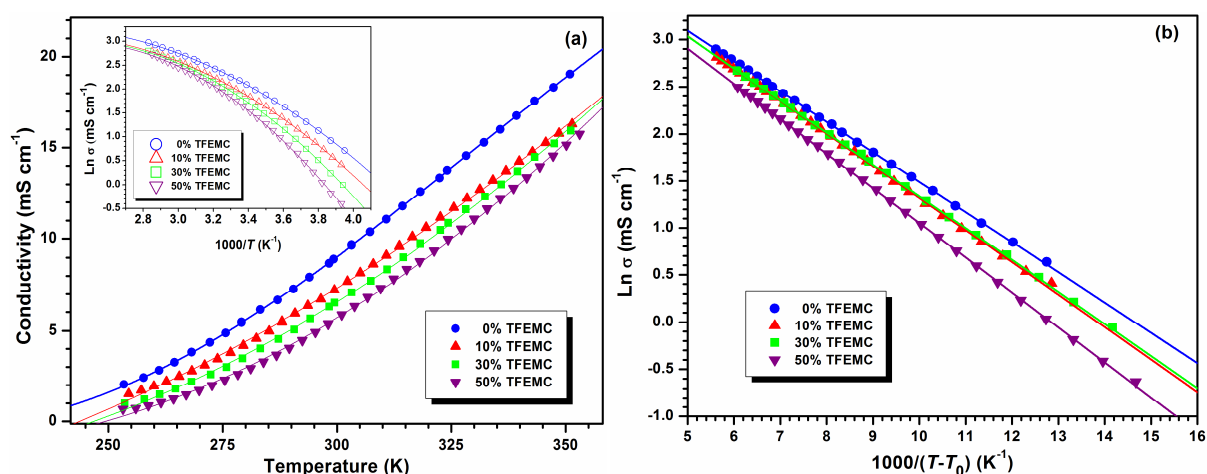 (a)
Conductivity (mS cm⁻¹)
20
15
10
5
0
250 275 300 325 350
Temperature (K)
Ln σ (mS cm⁻¹)
3.0
2.5
2.0
1.5
1.0
0.5
0.0
-0.5
2.8 3.0 3.2 3.4 3.6 3.8 4.0
1000/T (K⁻¹)
0% TFEMC
10% TFEMC
30% TFEMC
50% TFEMC
0% TFEMC
10% TFEMC
30% TFEMC
50% TFEMC
(b)
Ln σ (mS cm⁻¹)
3.0
2.5
2.0
1.5
1.0
0.5
0.0
-0.5
-1.0
5 6 7 8 9 10 11 12 13 14 15 16
1000/(T-T₀) (K⁻¹)
0% TFEMC
10% TFEMC
30% TFEMC
50% TFEMC